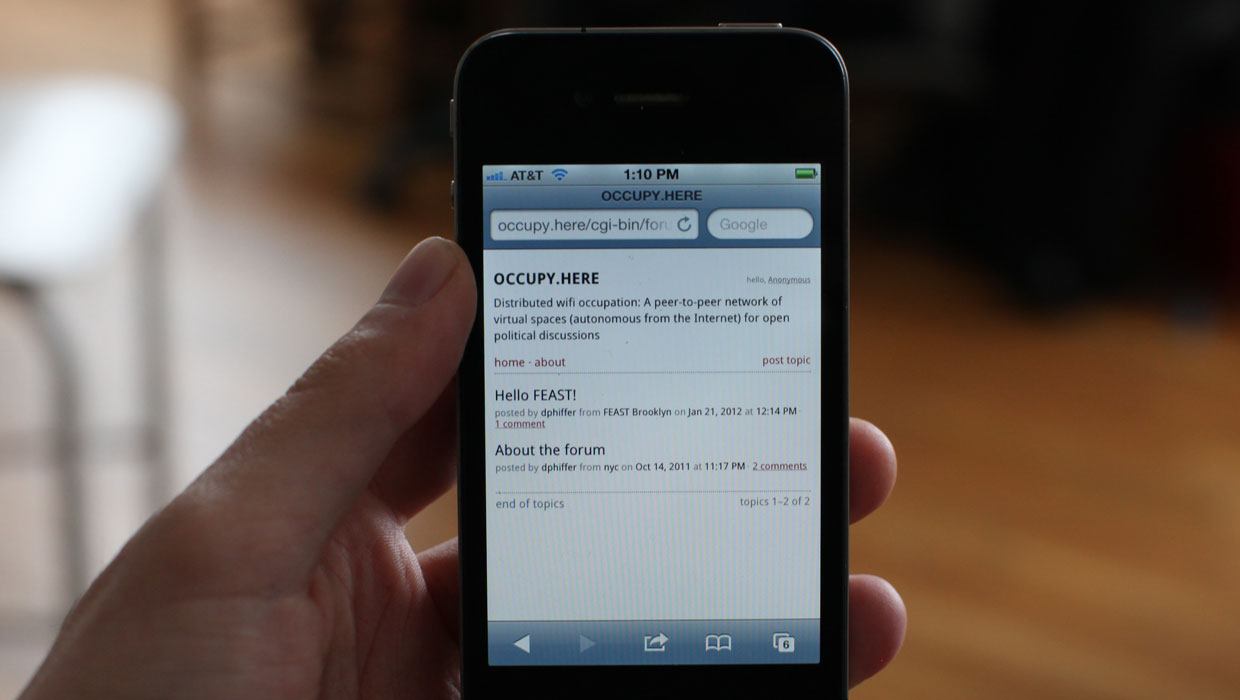 AT&T 1:10 PM
OCCUPY.HERE
occupy.here/cgi-bin/foru Google
OCCUPY.HERE hello, Anonymous
Distributed wifi occupation: A peer-to-peer network of
virtual spaces (autonomous from the Internet) for open
political discussions
home · about post topic
Hello FEAST!
posted by dphiffer from FEAST Brooklyn on Jan 21, 2012 at 12:14 PM ·
1 comment
About the forum
posted by dphiffer from nyc on Oct 14, 2011 at 11:17 PM · 2 comments
end of topics topics 1–2 of 2
6